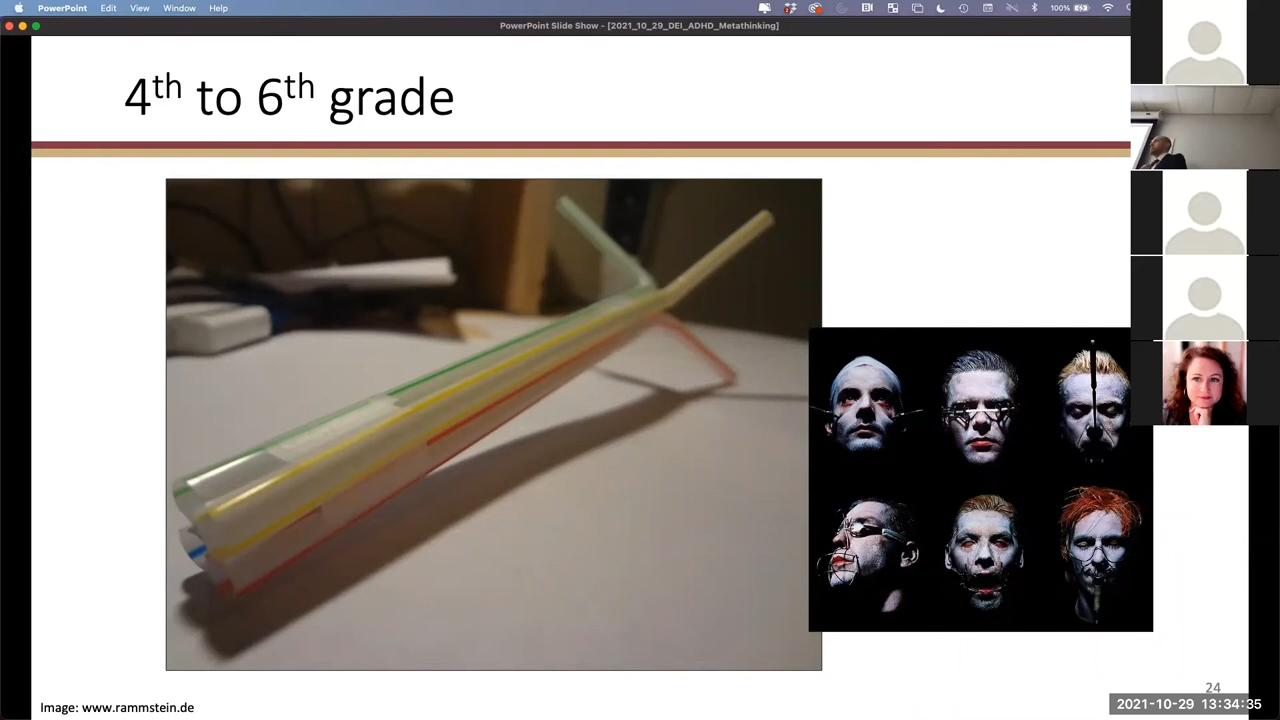 PowerPoint Edit View Window Help
100%
PowerPoint Slide Show - [2021_10_29_DEI_ADHD_Metathinking]
4th to 6th grade
24
2021-10-29 13:34:35
Image: www.rammstein.de